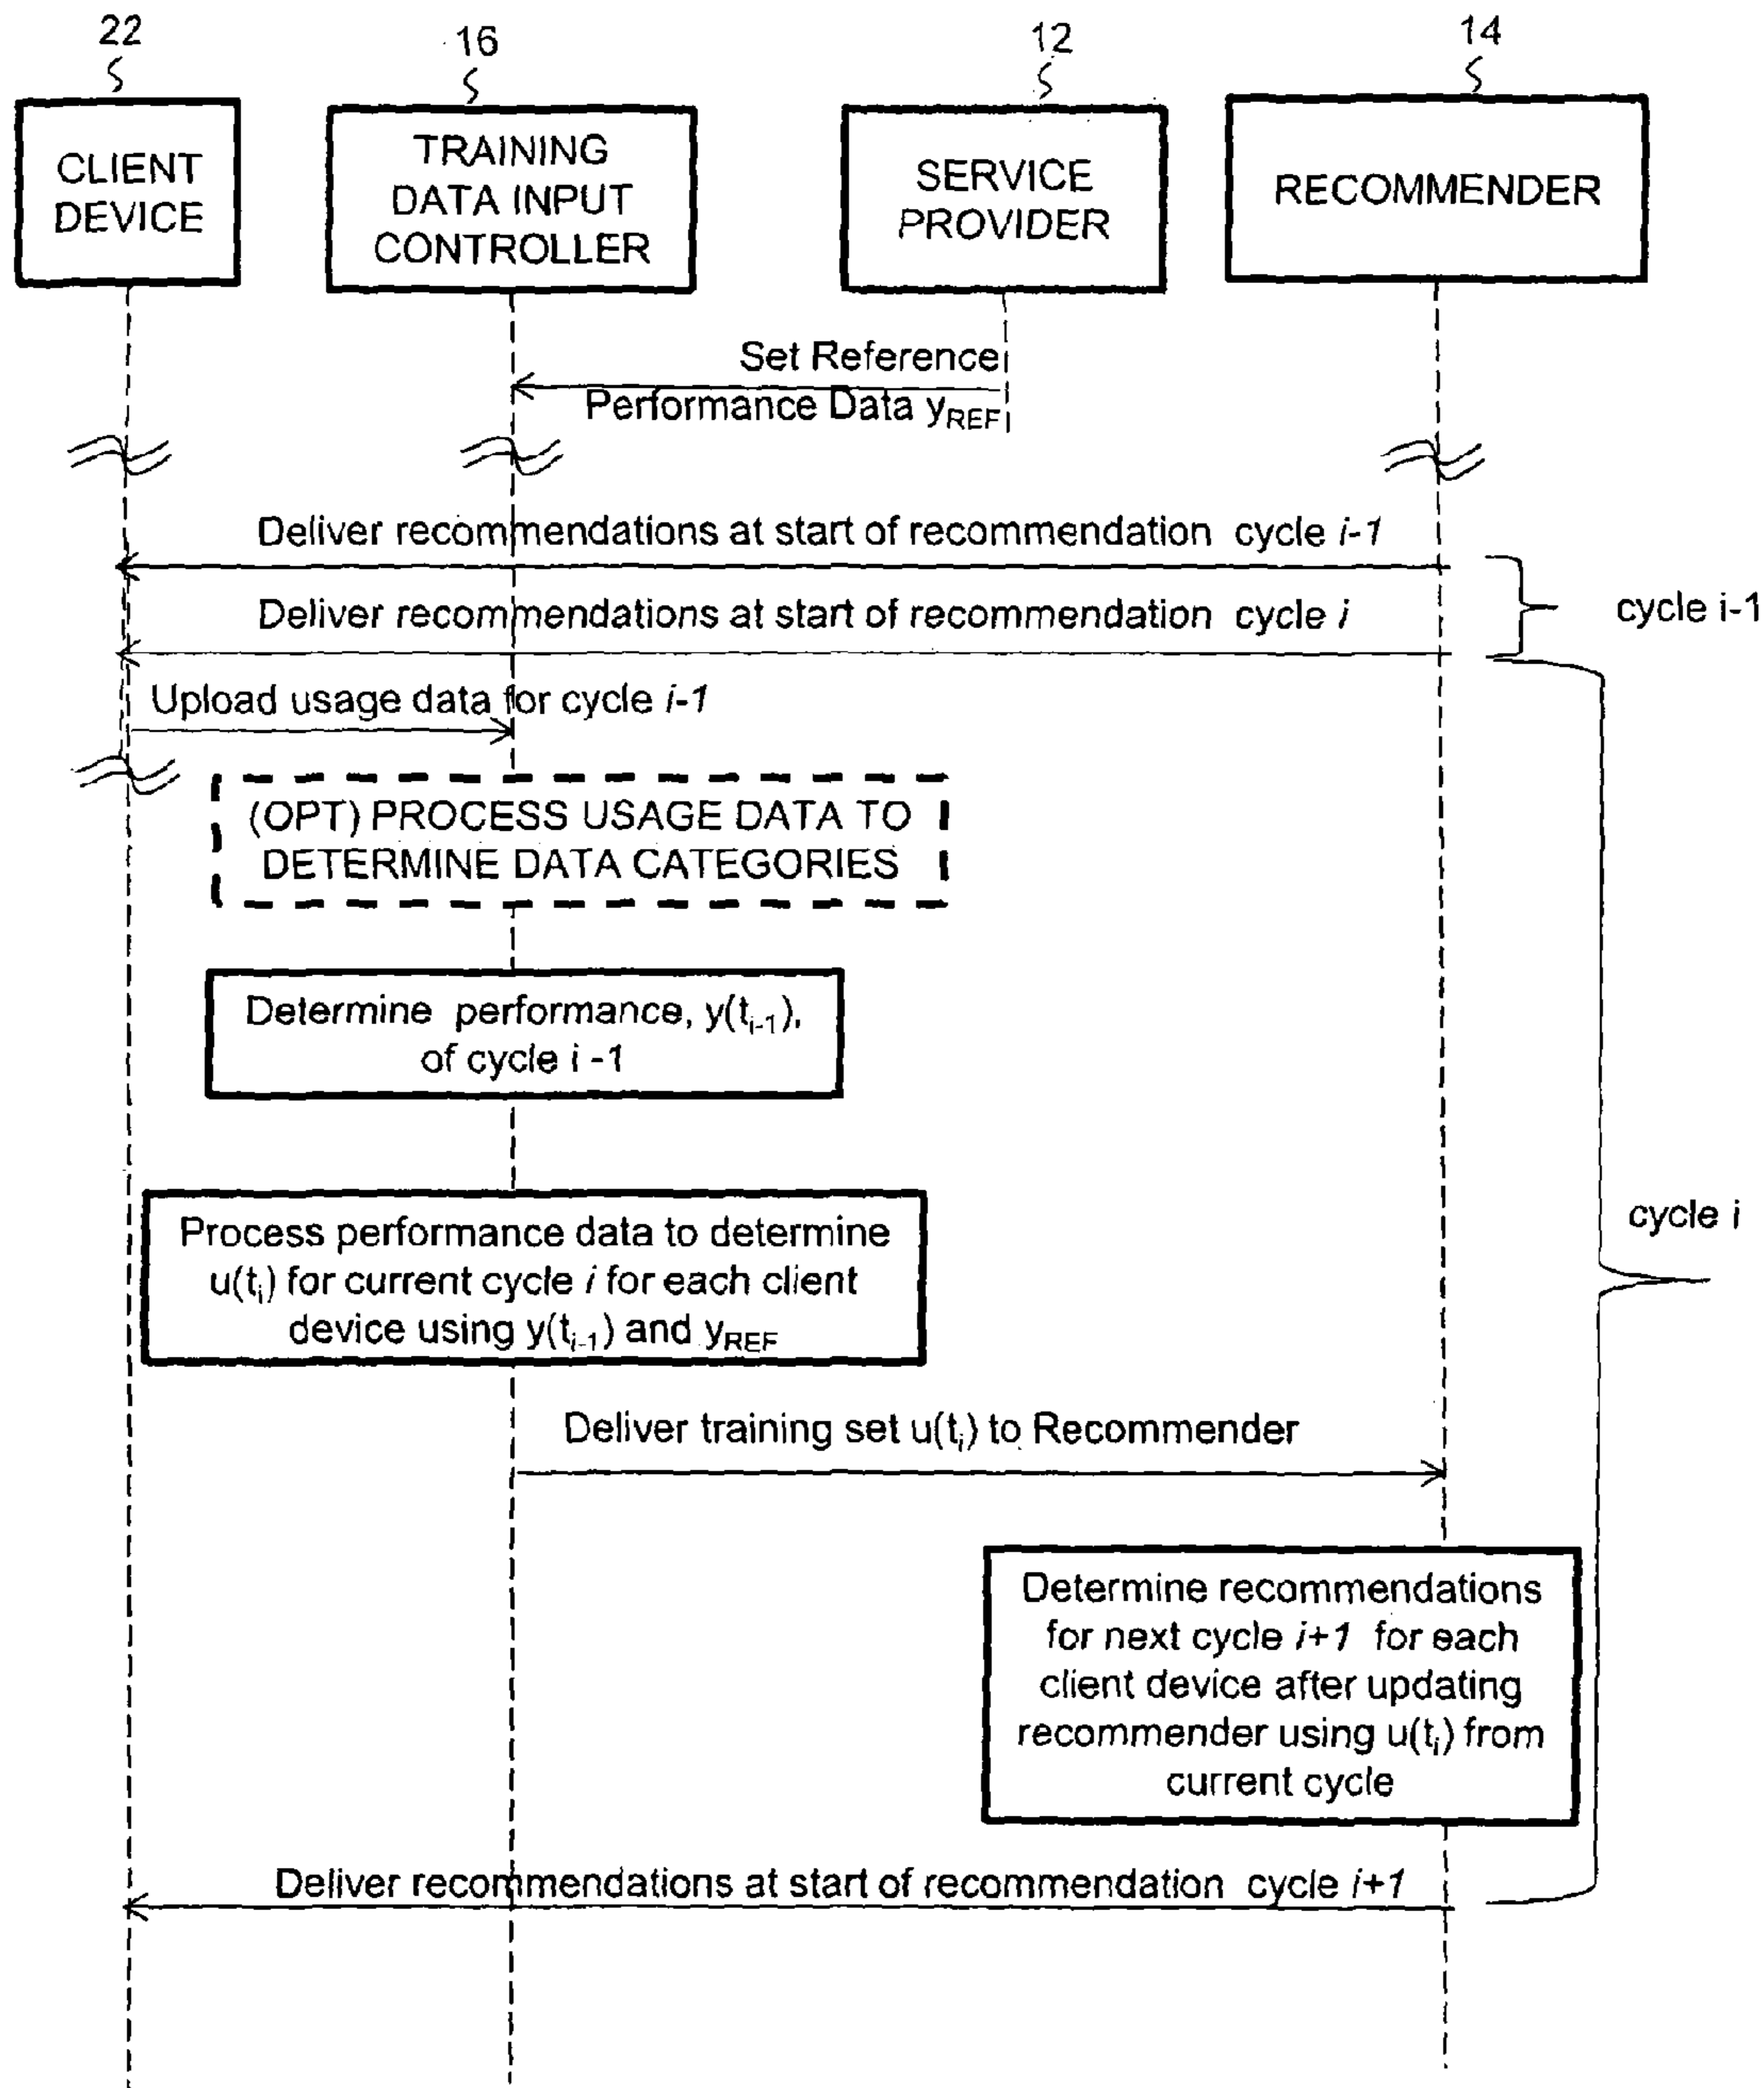 22
16
12
14
CLIENT
DEVICE
TRAINING
DATA INPUT
CONTROLLER
SERVICE
PROVIDER
RECOMMENDER
Set Reference
Performance Data yREF
Deliver recommendations at start of recommendation cycle i-1
cycle i-1
Deliver recommendations at start of recommendation cycle i
Upload usage data for cycle i-1
(OPT) PROCESS USAGE DATA TO
DETERMINE DATA CATEGORIES
Determine performance, y(ti-1),
of cycle i -1
Process performance data to determine
u(ti) for current cycle i for each client
device using y(ti-1) and yREF
cycle i
Deliver training set u(ti) to Recommender
Determine recommendations
for next cycle i+1 for each
client device after updating
recommender using u(ti) from
current cycle
Deliver recommendations at start of recommendation cycle i+1